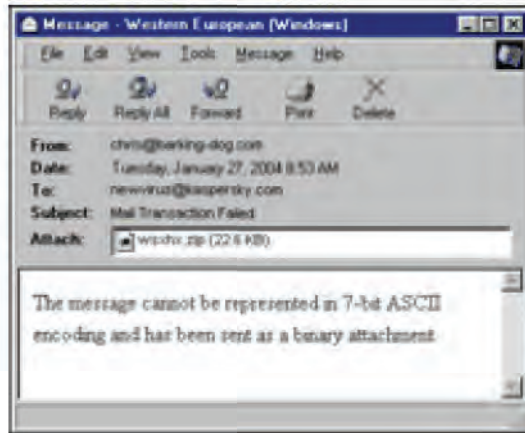 Message - Western European (Windows)
File Edit View Tools Message Help
Reply Reply All Forward Print Delete
From: chris@barking-dog.com
Date: Tuesday, January 27, 2004 8:53 AM
To: newvirus@kaspersky.com
Subject: Mail Transaction Failed
Attach: (22.6 KB)
The message cannot be represented in 7-bit ASCII
encoding and has been sent as a binary attachment